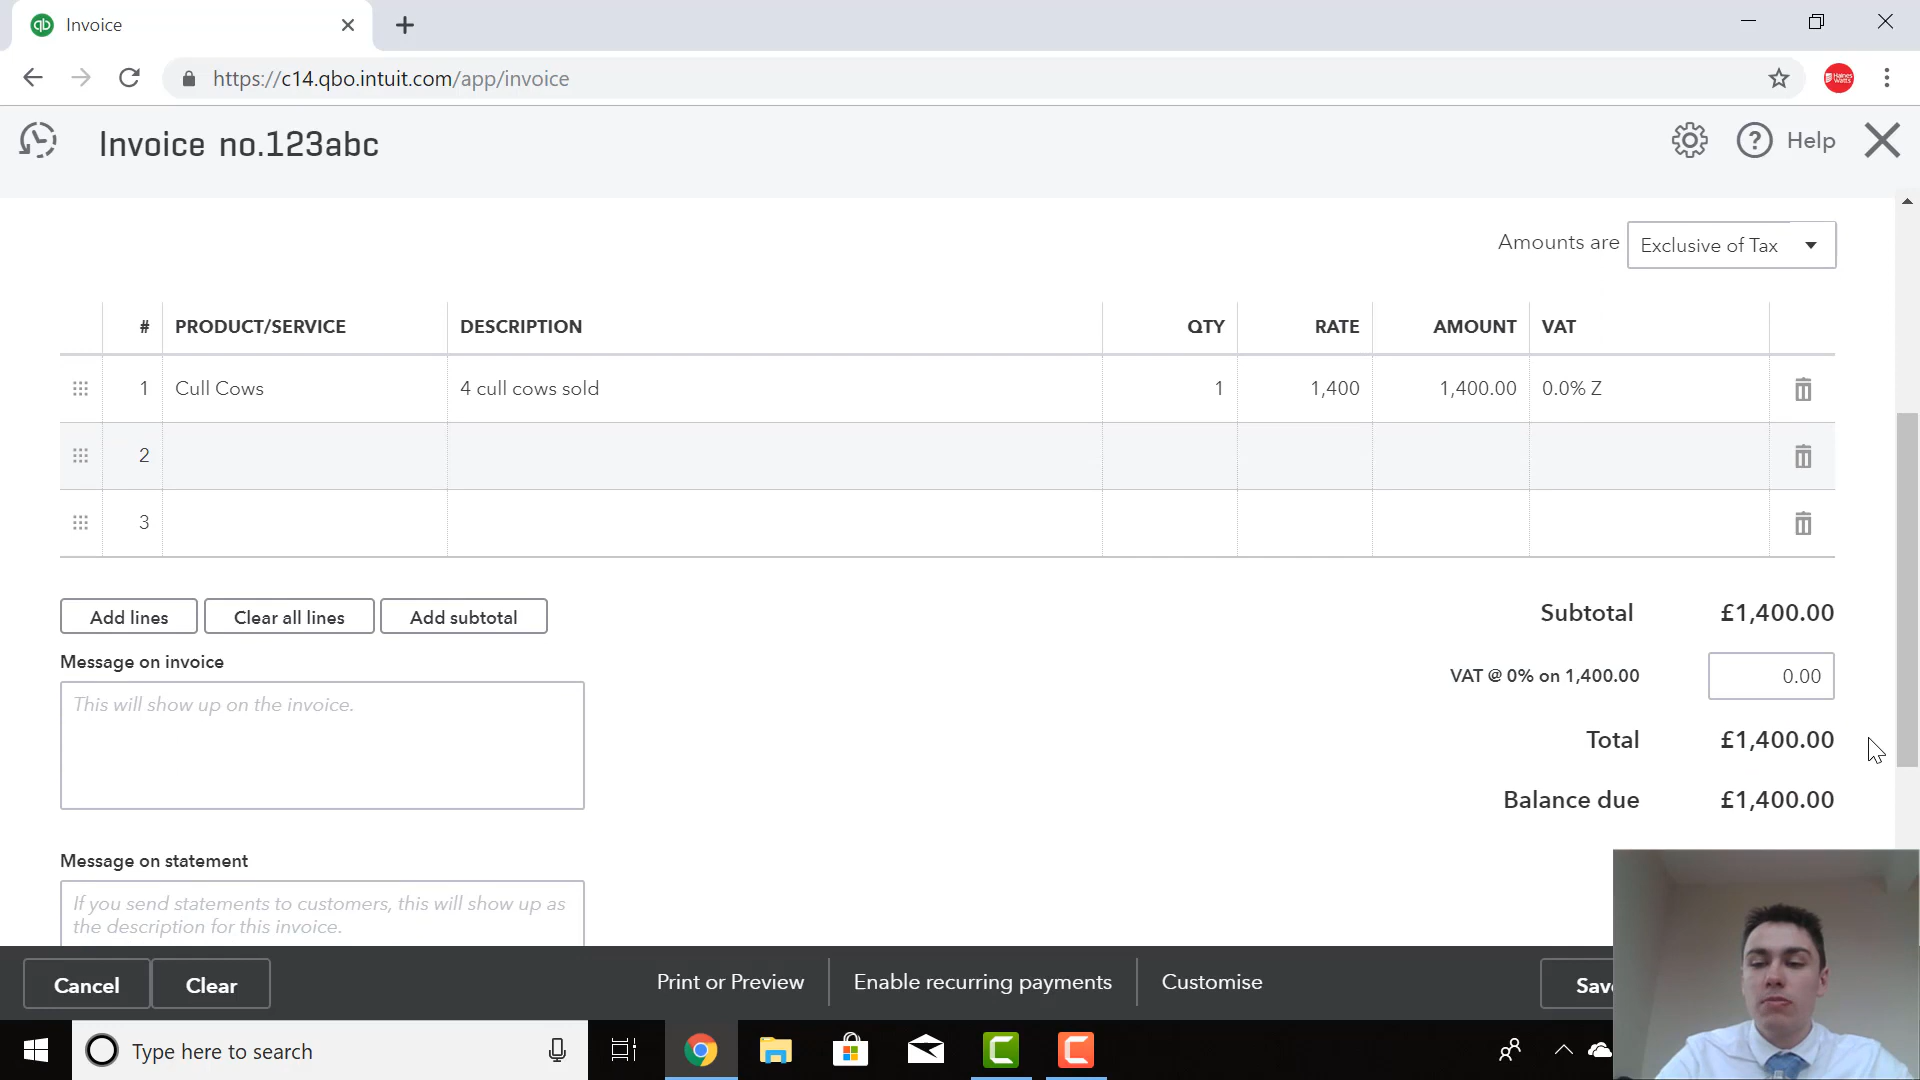 qb Invoice
https://c14.qbo.intuit.com/app/invoice
Haines Watts
Invoice no.123abc
? Help
Amounts are Exclusive of Tax
# PRODUCT/SERVICE DESCRIPTION QTY RATE AMOUNT VAT
1 Cull Cows 4 cull cows sold 1 1,400 1,400.00 0.0% Z
2
3
Add lines Clear all lines Add subtotal
Subtotal £1,400.00
Message on invoice
This will show up on the invoice.
VAT @ 0% on 1,400.00 0.00
Total £1,400.00
Balance due £1,400.00
Message on statement
If you send statements to customers, this will show up as
the description for this invoice.
Cancel Clear Print or Preview Enable recurring payments Customise
Type here to search